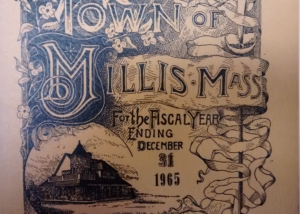 TOWN OF
MILLIS·MASS
FOR the FISCAL YEAR
ENDING
DECEMBER
31
1965